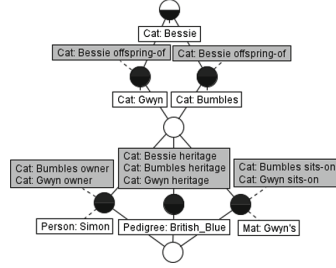 Cat: Bessie
Cat: Bessie offspring-of
Cat: Bessie offspring-of
Cat: Gwyn
Cat: Bumbles
Cat: Bessie heritage
Cat: Bumbles heritage
Cat: Gwyn heritage
Cat: Bumbles owner
Cat: Gwyn owner
Cat: Bumbles sits-on
Cat: Gwyn sits-on
Person: Simon
Pedigree: British_Blue
Mat: Gwyn's